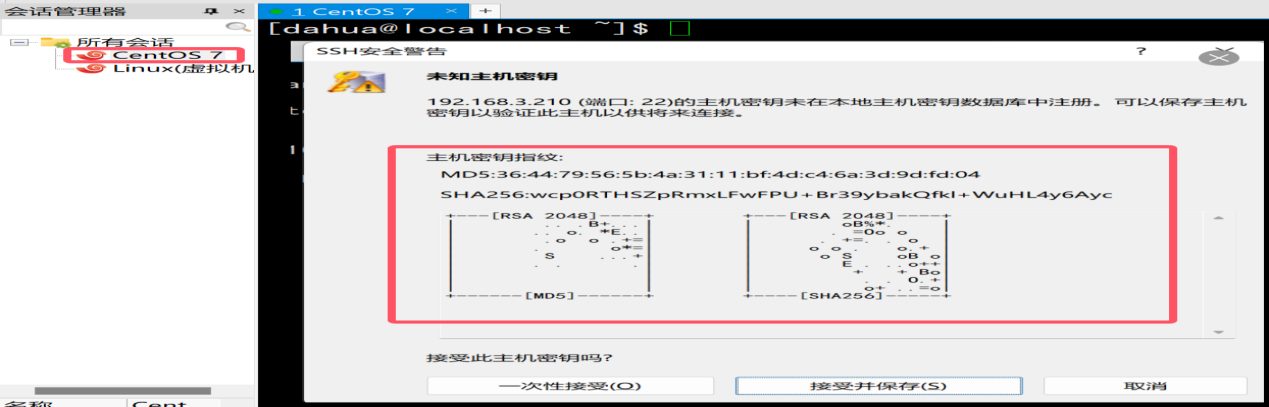 会话管理器
1 CentOS 7
所有会话
CentOS 7
Linux(虚拟机
[dahua@localhost ~]$
SSH安全警告
?
未知主机密钥
192.168.3.210 (端口: 22)的主机密钥未在本地主机密钥数据库中注册。可以保存主机
密钥以验证此主机以供将来连接。
主机密钥指纹:
MD5:36:44:79:56:5b:4a:31:11:bf:4d:c4:6a:3d:9d:fd:04
SHA256:wcp0RTHSZpRmxLFwFPU+Br39ybakQfkI+WuHL4y6Ayc
+---[RSA 2048]----+ +---[RSA 2048]----+
+------[MD5]------+ +----[SHA256]-----+
接受此主机密钥吗?
一次性接受(O) 接受并保存(S) 取消
名称 Cent